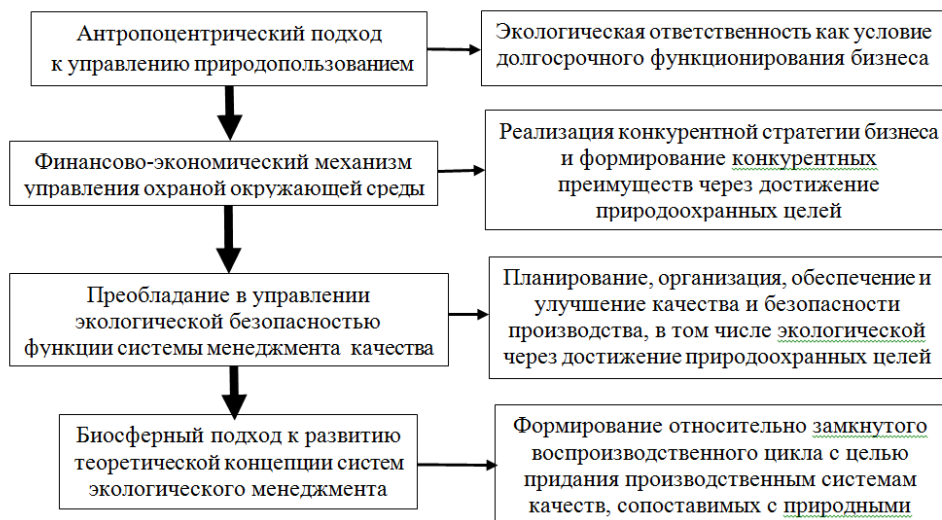 Антропоцентрический подход
к управлению природопользованием
Экологическая ответственность как условие
долгосрочного функционирования бизнеса
Финансово-экономический механизм
управления охраной окружающей среды
Реализация конкурентной стратегии бизнеса
и формирование конкурентных
преимуществ через достижение
природоохранных целей
Преобладание в управлении
экологической безопасностью
функции системы менеджмента качества
Планирование, организация, обеспечение и
улучшение качества и безопасности
производства, в том числе экологической
через достижение природоохранных целей
Биосферный подход к развитию
теоретической концепции систем
экологического менеджмента
Формирование относительно замкнутого
воспроизводственного цикла с целью
придания производственным системам
качеств, сопоставимых с природными